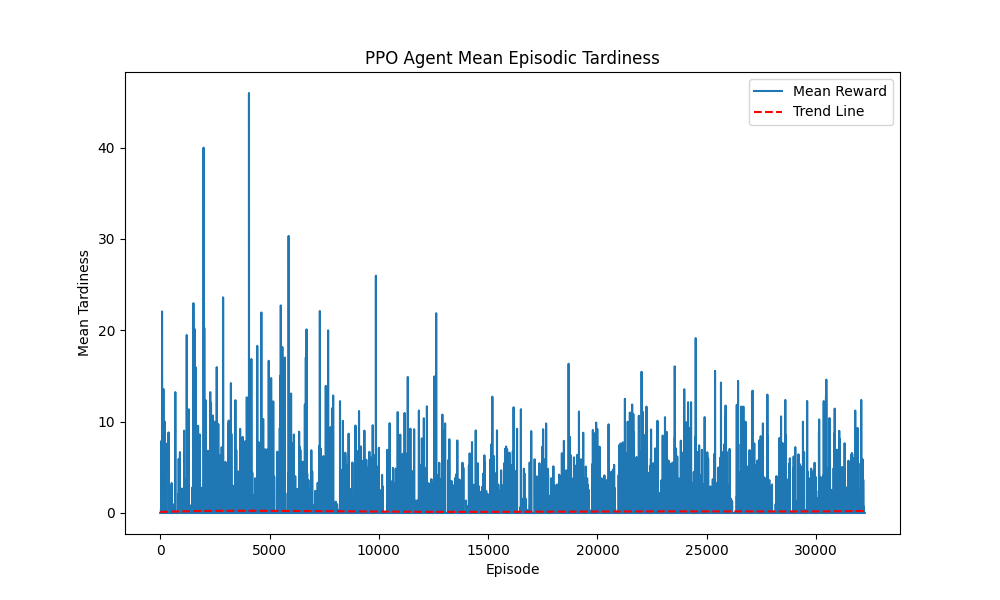 PPO Agent Mean Episodic Tardiness
Mean Reward
Trend Line
Mean Tardiness
40
30
20
10
0
0 5000 10000 15000 20000 25000 30000
Episode